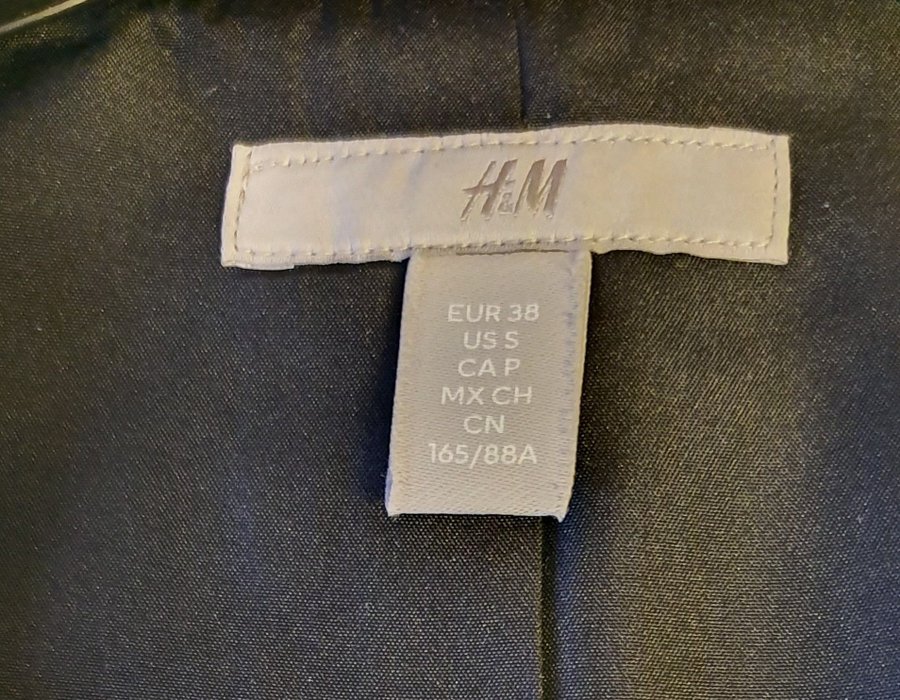 H&M
EUR 38
US S
CA P
MX CH
CN
165/88A